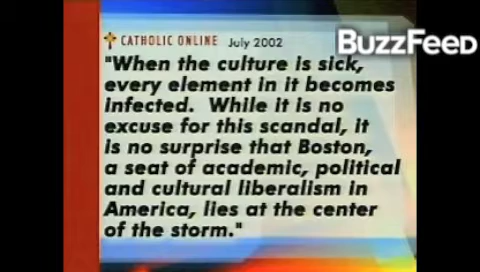 CATHOLIC ONLINE July 2002
BuzzFeed
"When the culture is sick,
every element in it becomes
infected. While it is no
excuse for this scandal, it
is no surprise that Boston,
a seat of academic, political
and cultural liberalism in
America, lies at the center
of the storm."